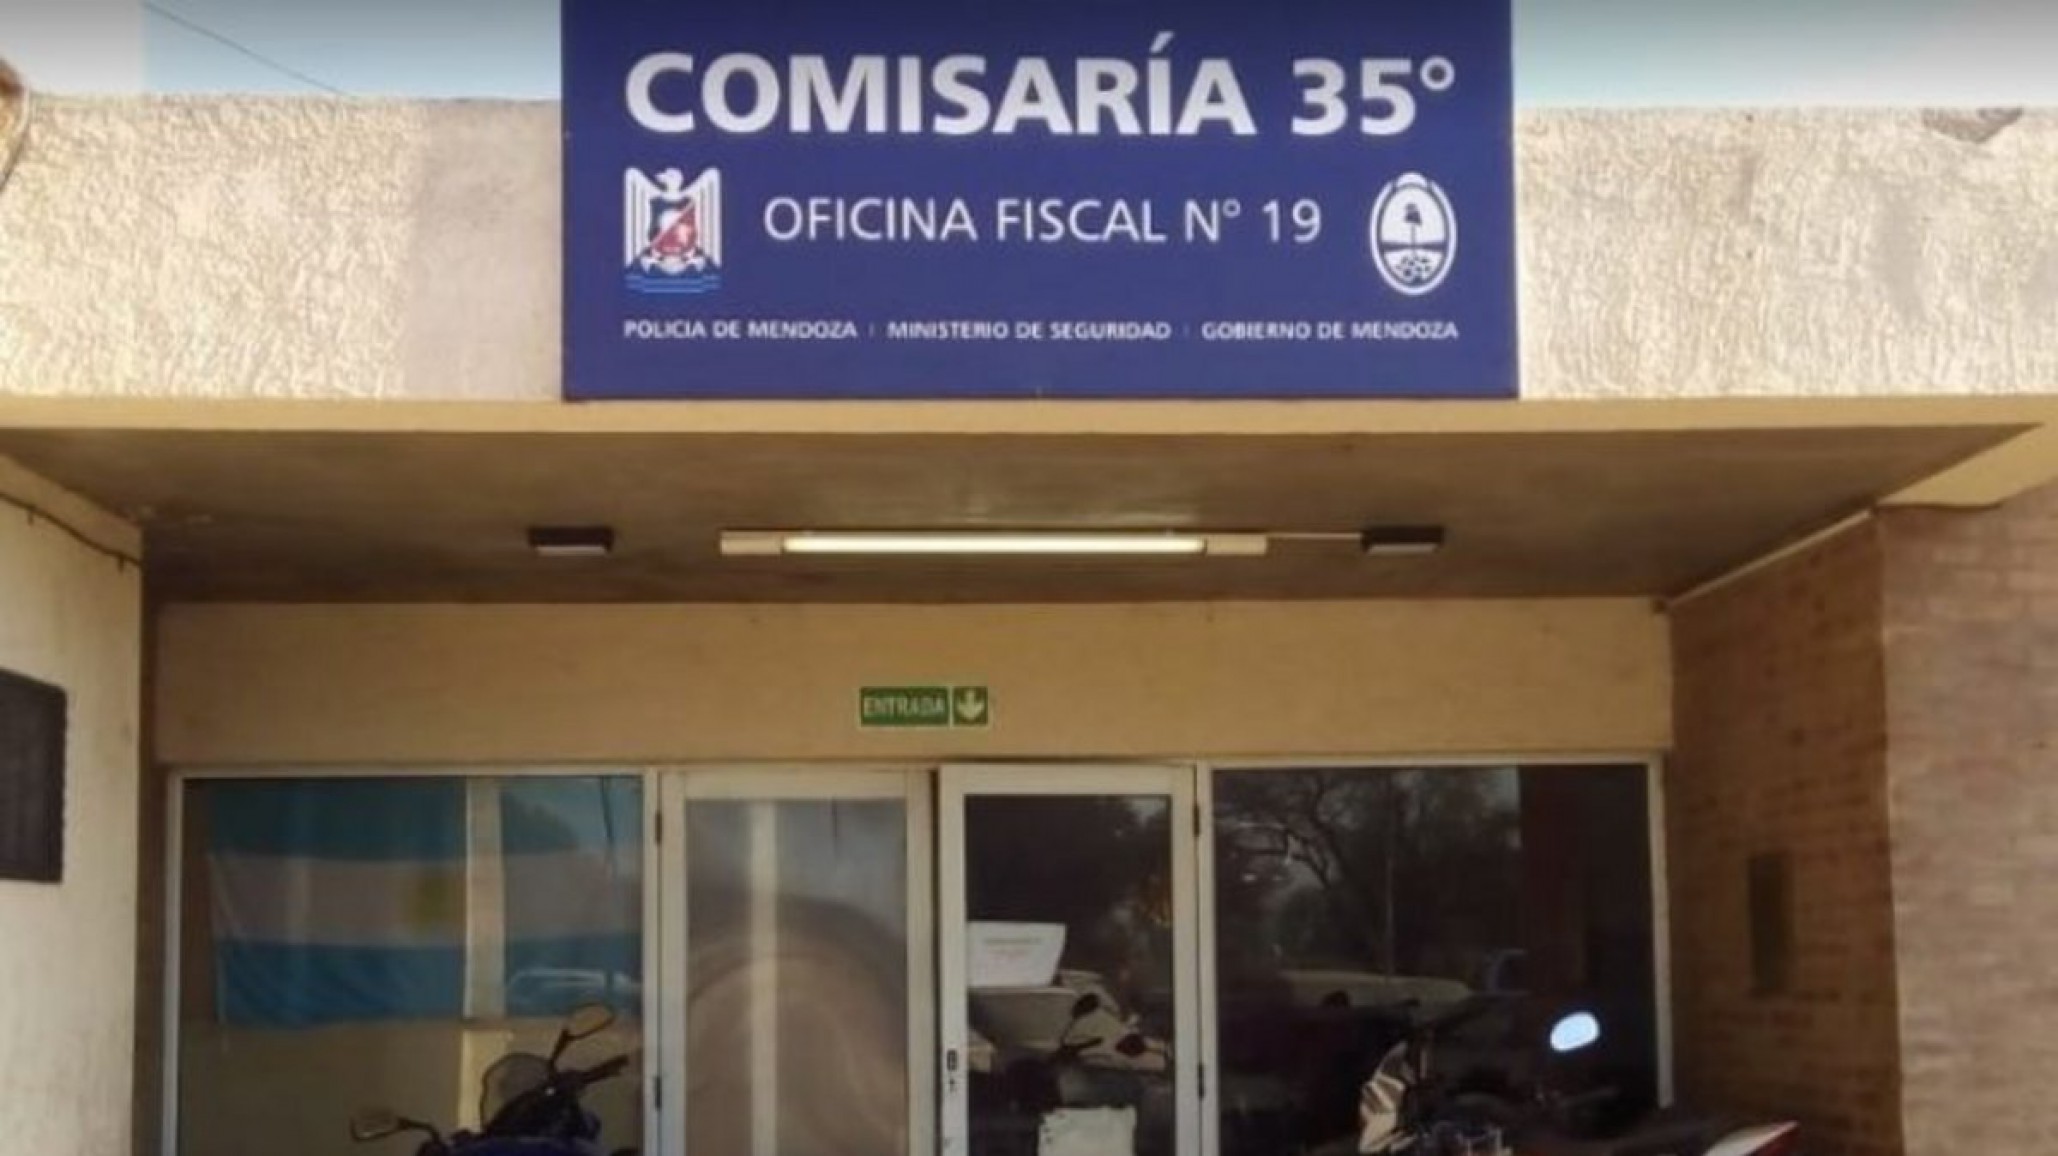 COMISARÍA 35°
OFICINA FISCAL N° 19
POLICIA DE MENDOZA | MINISTERIO DE SEGURIDAD | GOBIERNO DE MENDOZA
ENTRADA